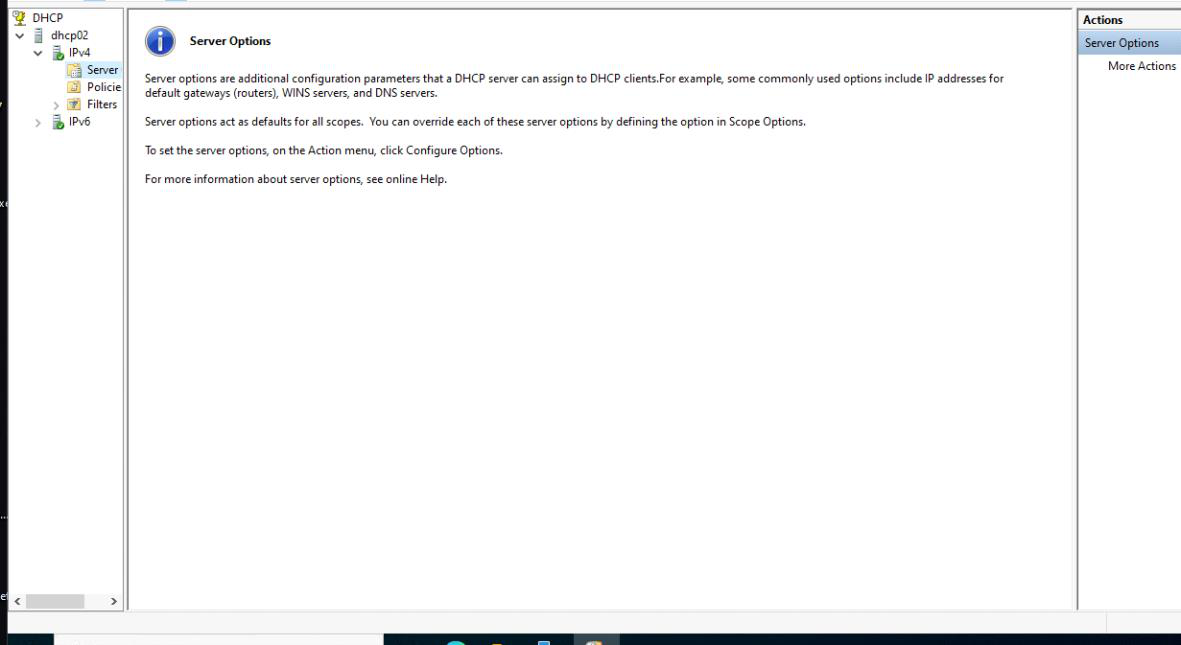 DHCP
dhcp02
IPv4
Server
Policie
Filters
IPv6
Server Options
Server options are additional configuration parameters that a DHCP server can assign to DHCP clients.For example, some commonly used options include IP addresses for
default gateways (routers), WINS servers, and DNS servers.
Server options act as defaults for all scopes.  You can override each of these server options by defining the option in Scope Options.
To set the server options, on the Action menu, click Configure Options.
For more information about server options, see online Help.
Actions
Server Options
More Actions